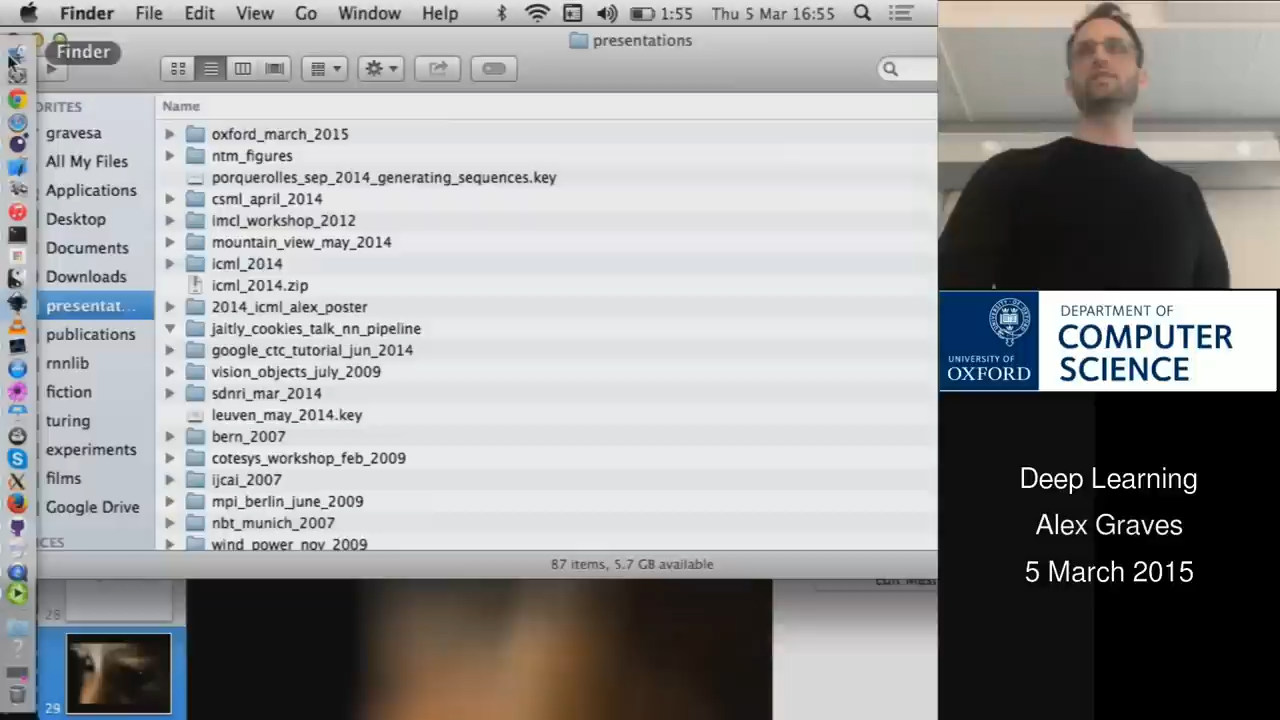 Finder File Edit View Go Window Help 1:55 Thu 5 Mar 16:55
Finder
presentations
ORITES
gravesa
All My Files
Applications
Desktop
Documents
Downloads
presentat...
publications
rnnlib
fiction
turing
experiments
films
Google Drive
ICES
Name
oxford_march_2015
ntm_figures
porquerolles_sep_2014_generating_sequences.key
csml_april_2014
imcl_workshop_2012
mountain_view_may_2014
icml_2014
icml_2014.zip
2014_icml_alex_poster
jaitly_cookies_talk_nn_pipeline
google_ctc_tutorial_jun_2014
vision_objects_july_2009
sdnri_mar_2014
leuven_may_2014.key
bern_2007
cotesys_workshop_feb_2009
ijcai_2007
mpi_berlin_june_2009
nbt_munich_2007
wind_power_nov_2009
87 items, 5.7 GB available
28
29
UNIVERSITY OF
OXFORD
DEPARTMENT OF
COMPUTER
SCIENCE
Deep Learning
Alex Graves
5 March 2015